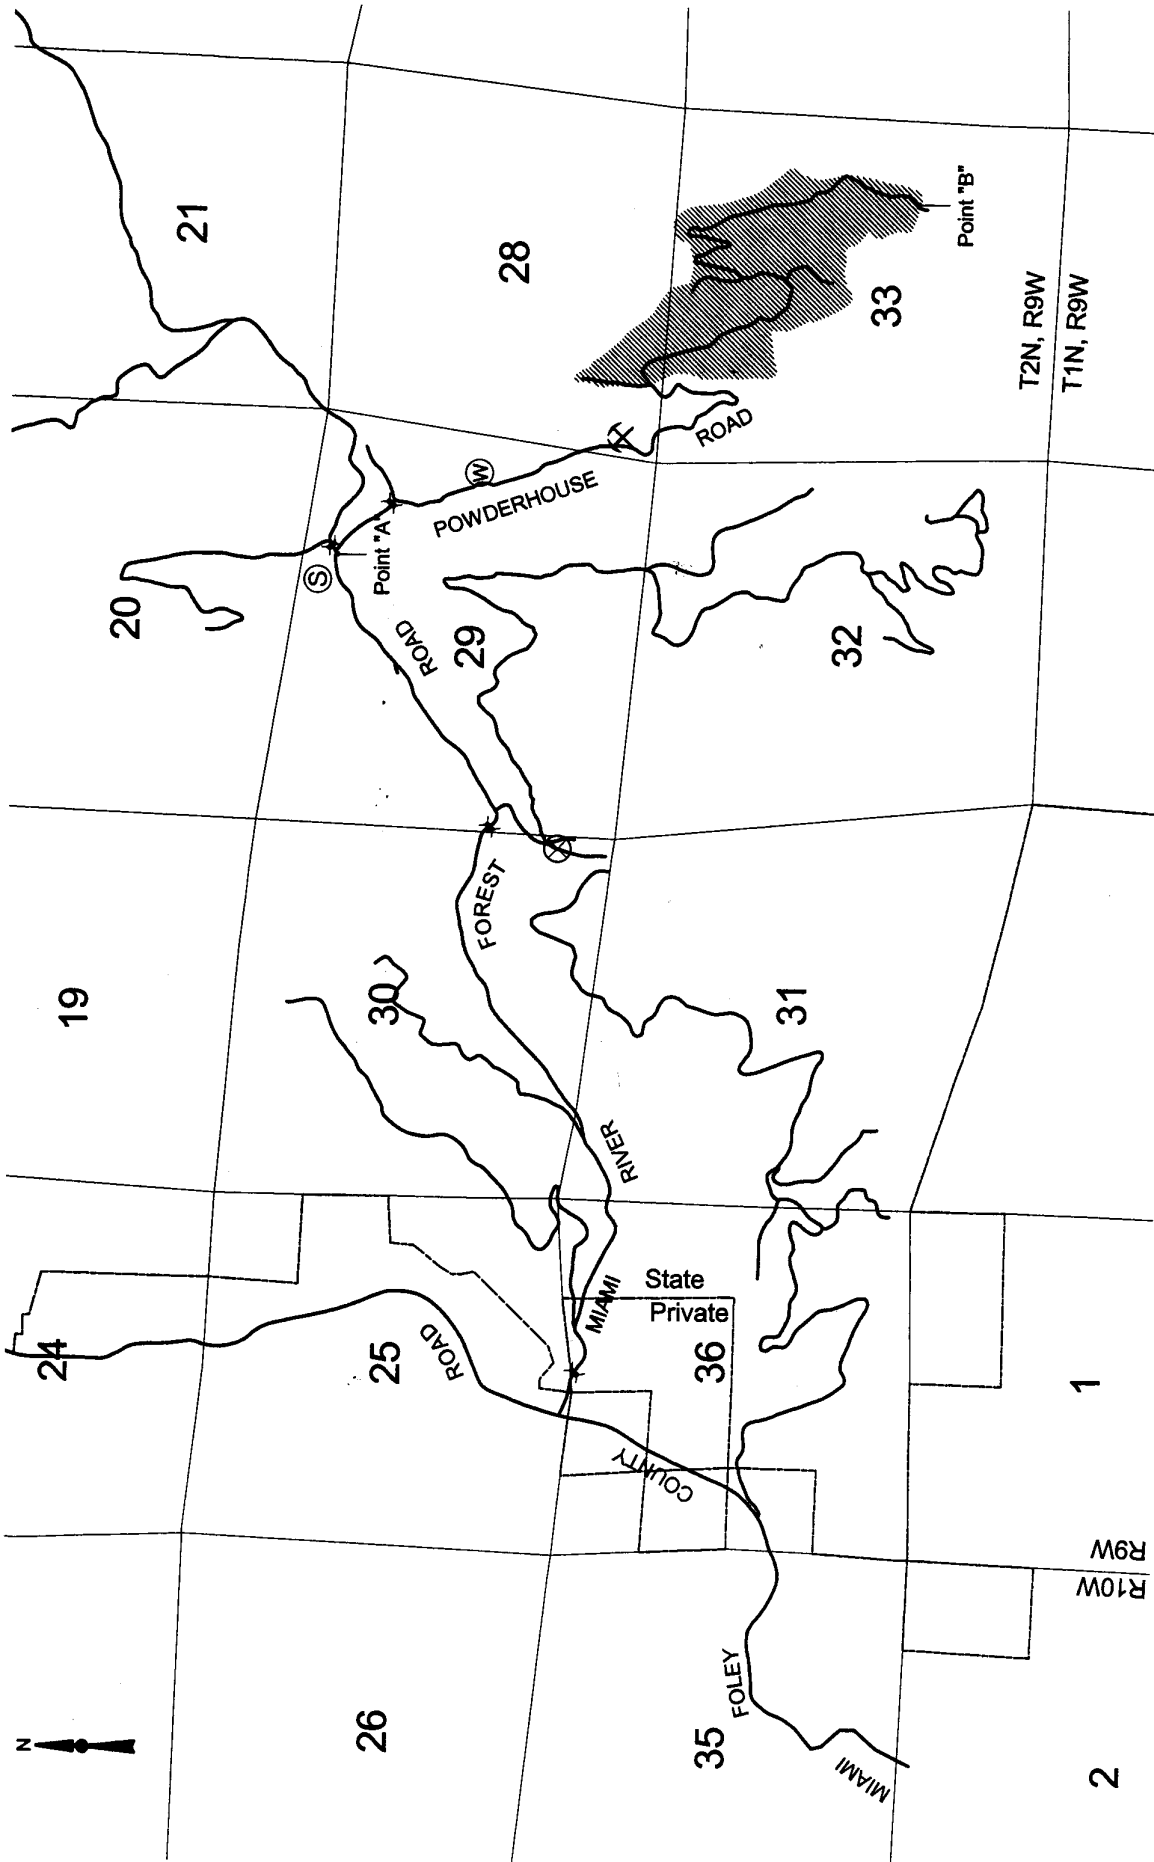 N
24
19
20
21
26
25
ROAD
30
FOREST
29
ROAD
S
Point "A"
W
POWDERHOUSE
ROAD
28
35
FOLEY
MIAMI
COUNTY
36
State
Private
MIAMI
RIVER
31
32
33
Point "B"
2
1
R10W
R9W
T2N, R9W
T1N, R9W